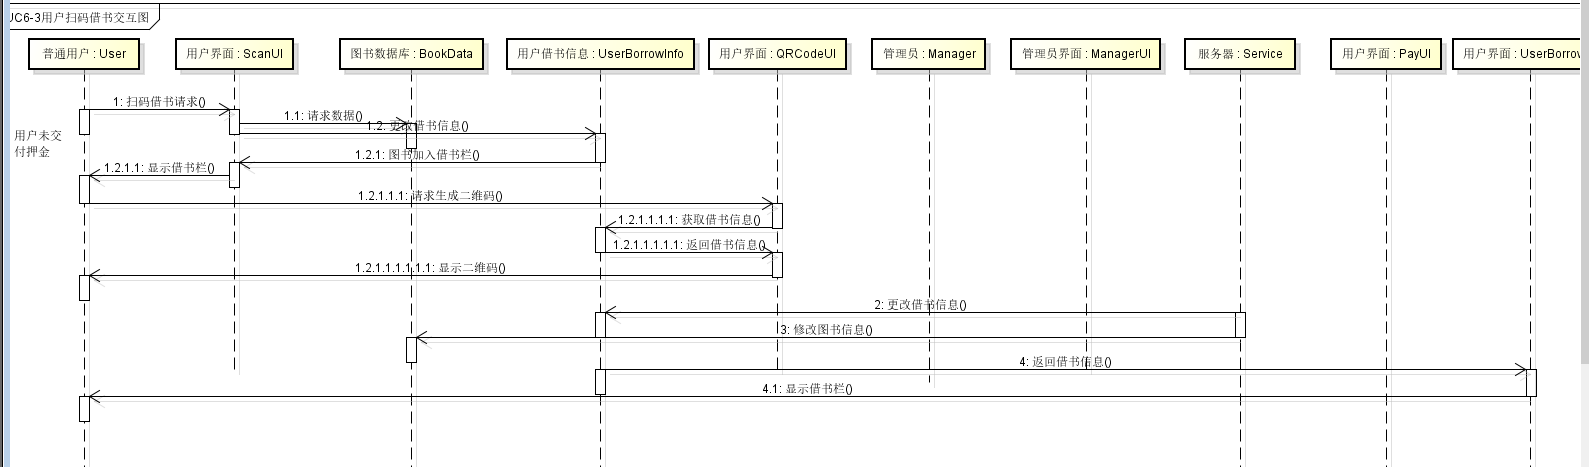 UC6-3用户扫码借书交互图
普通用户 : User
用户界面 : ScanUI
图书数据库 : BookData
用户借书信息 : UserBorrowInfo
用户界面 : QRCodeUI
管理员 : Manager
管理员界面 : ManagerUI
服务器 : Service
用户界面 : PayUI
用户界面 : UserBorrow
1: 扫码借书请求()
1.1: 请求数据()
1.2: 更改借书信息()
用户未交
付押金
1.2.1: 图书加入借书栏()
1.2.1.1: 显示借书栏()
1.2.1.1.1: 请求生成二维码()
1.2.1.1.1.1: 获取借书信息()
1.2.1.1.1.1.1: 返回借书信息()
1.2.1.1.1.1.1.1: 显示二维码()
2: 更改借书信息()
3: 修改图书信息()
4: 返回借书信息()
4.1: 显示借书栏()